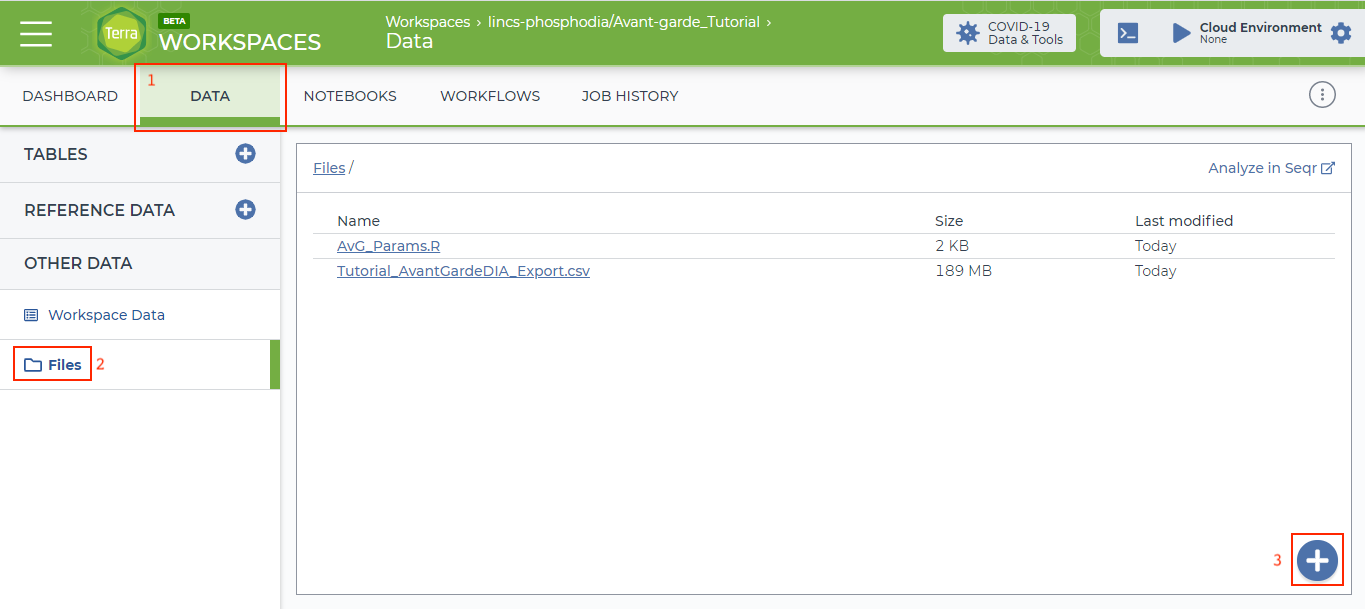 Terra
BETA
WORKSPACES
Workspaces › lincs-phosphodia/Avant-garde_Tutorial ›
Data
COVID-19
Data & Tools
Cloud Environment
None
DASHBOARD
1
DATA
NOTEBOOKS
WORKFLOWS
JOB HISTORY
TABLES
REFERENCE DATA
OTHER DATA
Workspace Data
Files
2
Files /
Analyze in Seqr
Name Size Last modified
AvG_Params.R 2 KB Today
Tutorial_AvantGardeDIA_Export.csv 189 MB Today
3